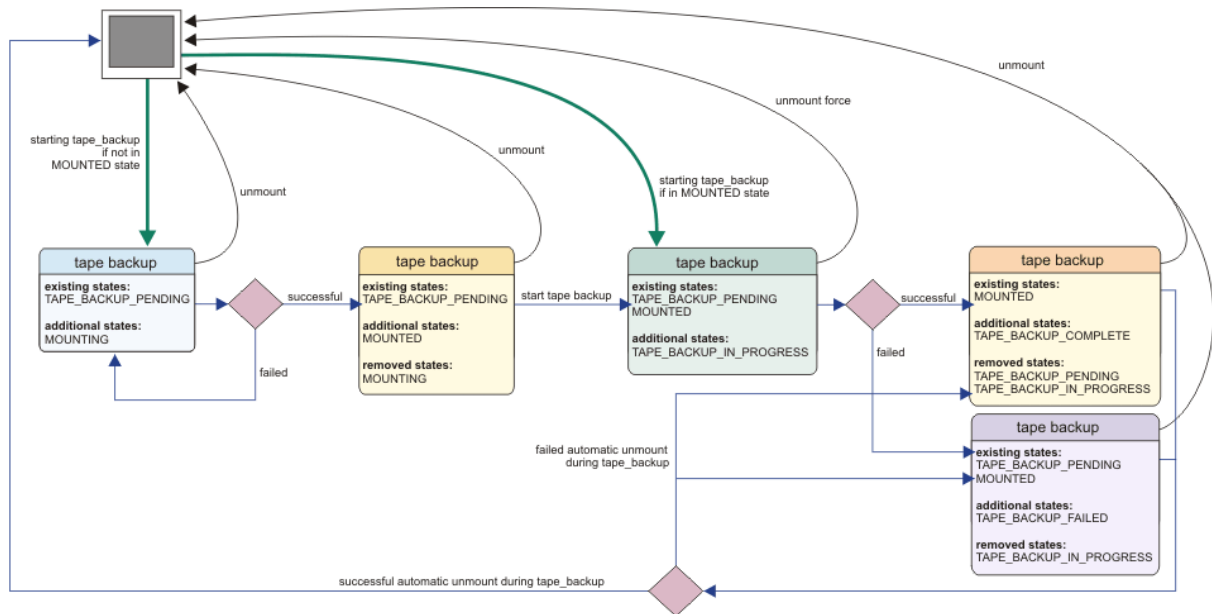 unmount
unmount force
starting tape_backup
if not in
MOUNTED state
unmount
unmount
starting tape_backup
if in MOUNTED state
tape backup
existing states:
TAPE_BACKUP_PENDING
additional states:
MOUNTING
successful
failed
tape backup
existing states:
TAPE_BACKUP_PENDING
additional states:
MOUNTED
removed states:
MOUNTING
start tape backup
tape backup
existing states:
TAPE_BACKUP_PENDING
MOUNTED
additional states:
TAPE_BACKUP_IN_PROGRESS
successful
failed
tape backup
existing states:
MOUNTED
additional states:
TAPE_BACKUP_COMPLETE
removed states:
TAPE_BACKUP_PENDING
TAPE_BACKUP_IN_PROGRESS
tape backup
existing states:
TAPE_BACKUP_PENDING
MOUNTED
additional states:
TAPE_BACKUP_FAILED
removed states:
TAPE_BACKUP_IN_PROGRESS
failed automatic unmount
during tape_backup
successful automatic unmount during tape_backup